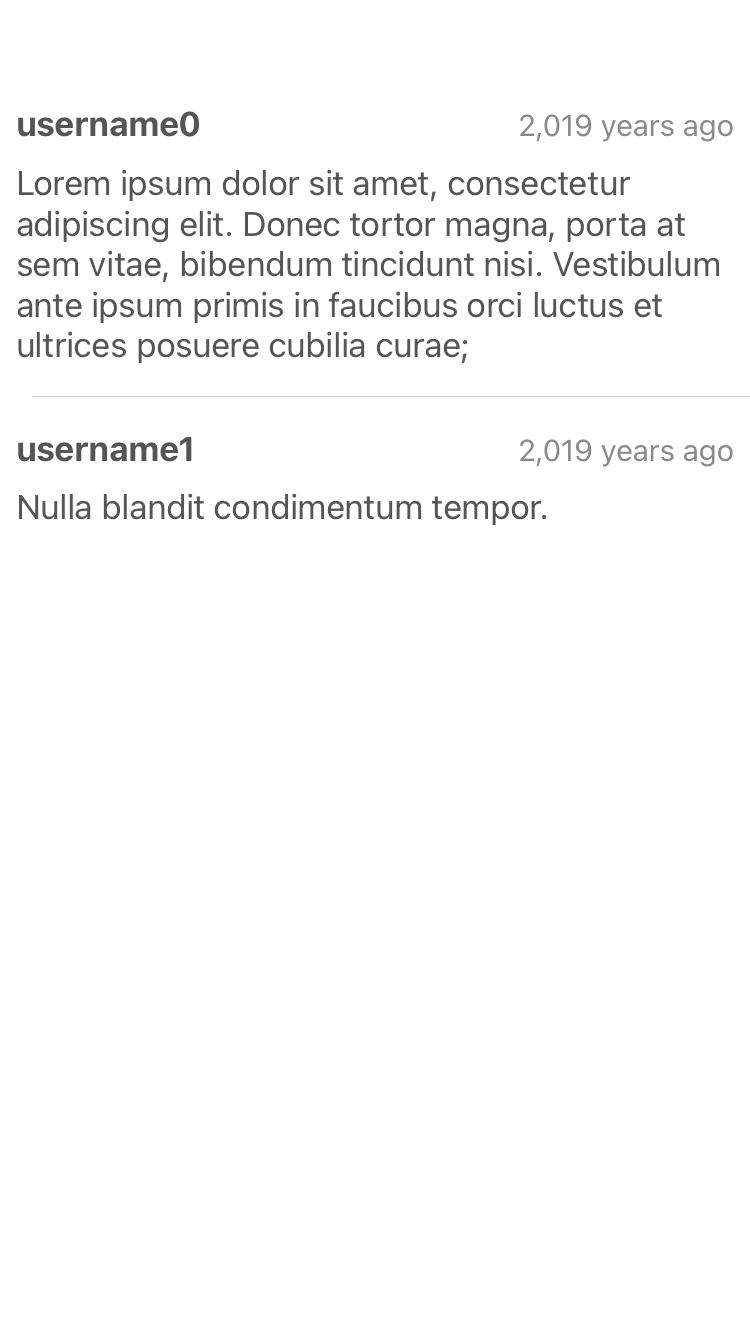 username0 2,019 years ago
Lorem ipsum dolor sit amet, consectetur
adipiscing elit. Donec tortor magna, porta at
sem vitae, bibendum tincidunt nisi. Vestibulum
ante ipsum primis in faucibus orci luctus et
ultrices posuere cubilia curae;
username1 2,019 years ago
Nulla blandit condimentum tempor.